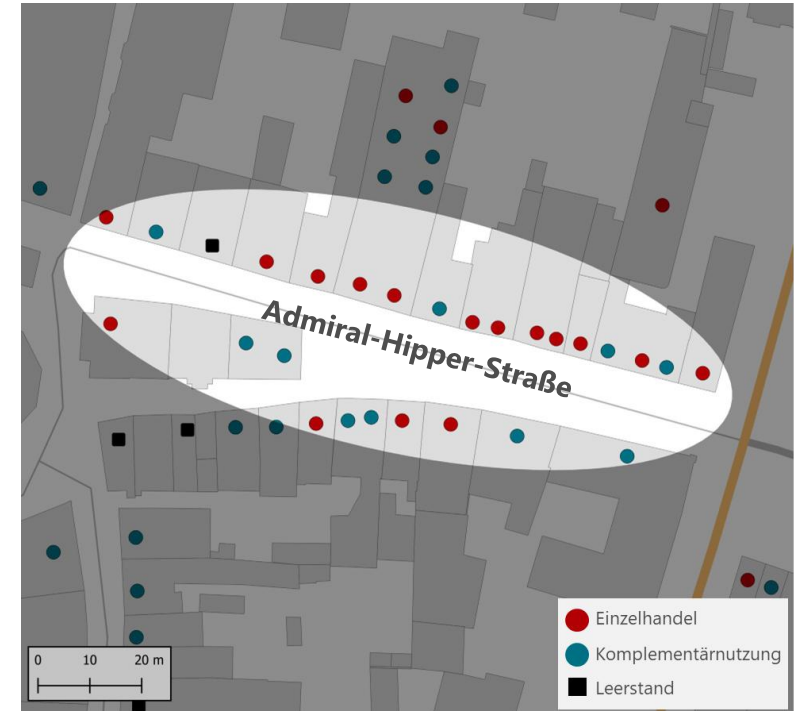 Admiral-Hipper-Straße
Einzelhandel
Komplementärnutzung
Leerstand
0 10 20 m